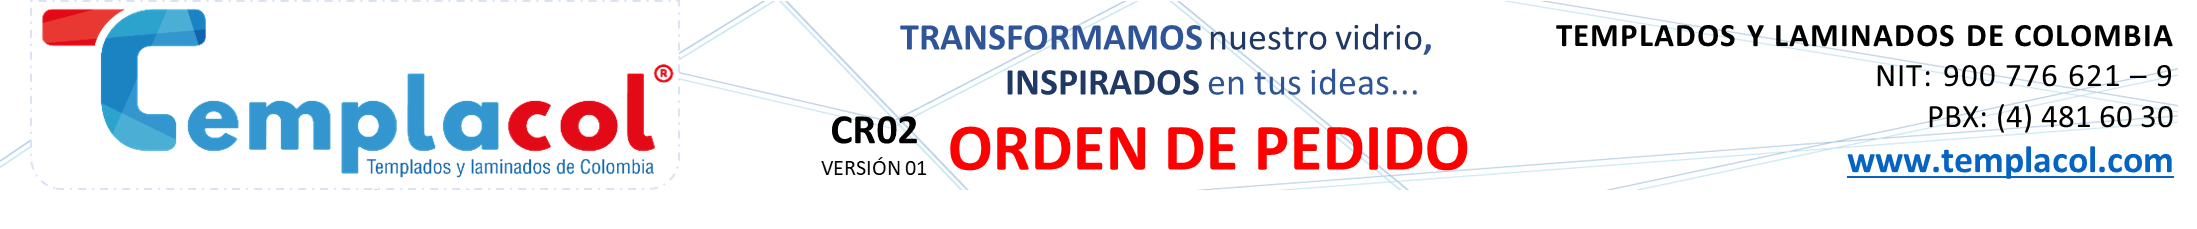 Templacol®
Templados y laminados de Colombia
TRANSFORMAMOS nuestro vidrio,
INSPIRADOS en tus ideas...
CR02
VERSIÓN 01
ORDEN DE PEDIDO
TEMPLADOS Y LAMINADOS DE COLOMBIA
NIT: 900 776 621 – 9
PBX: (4) 481 60 30
www.templacol.com